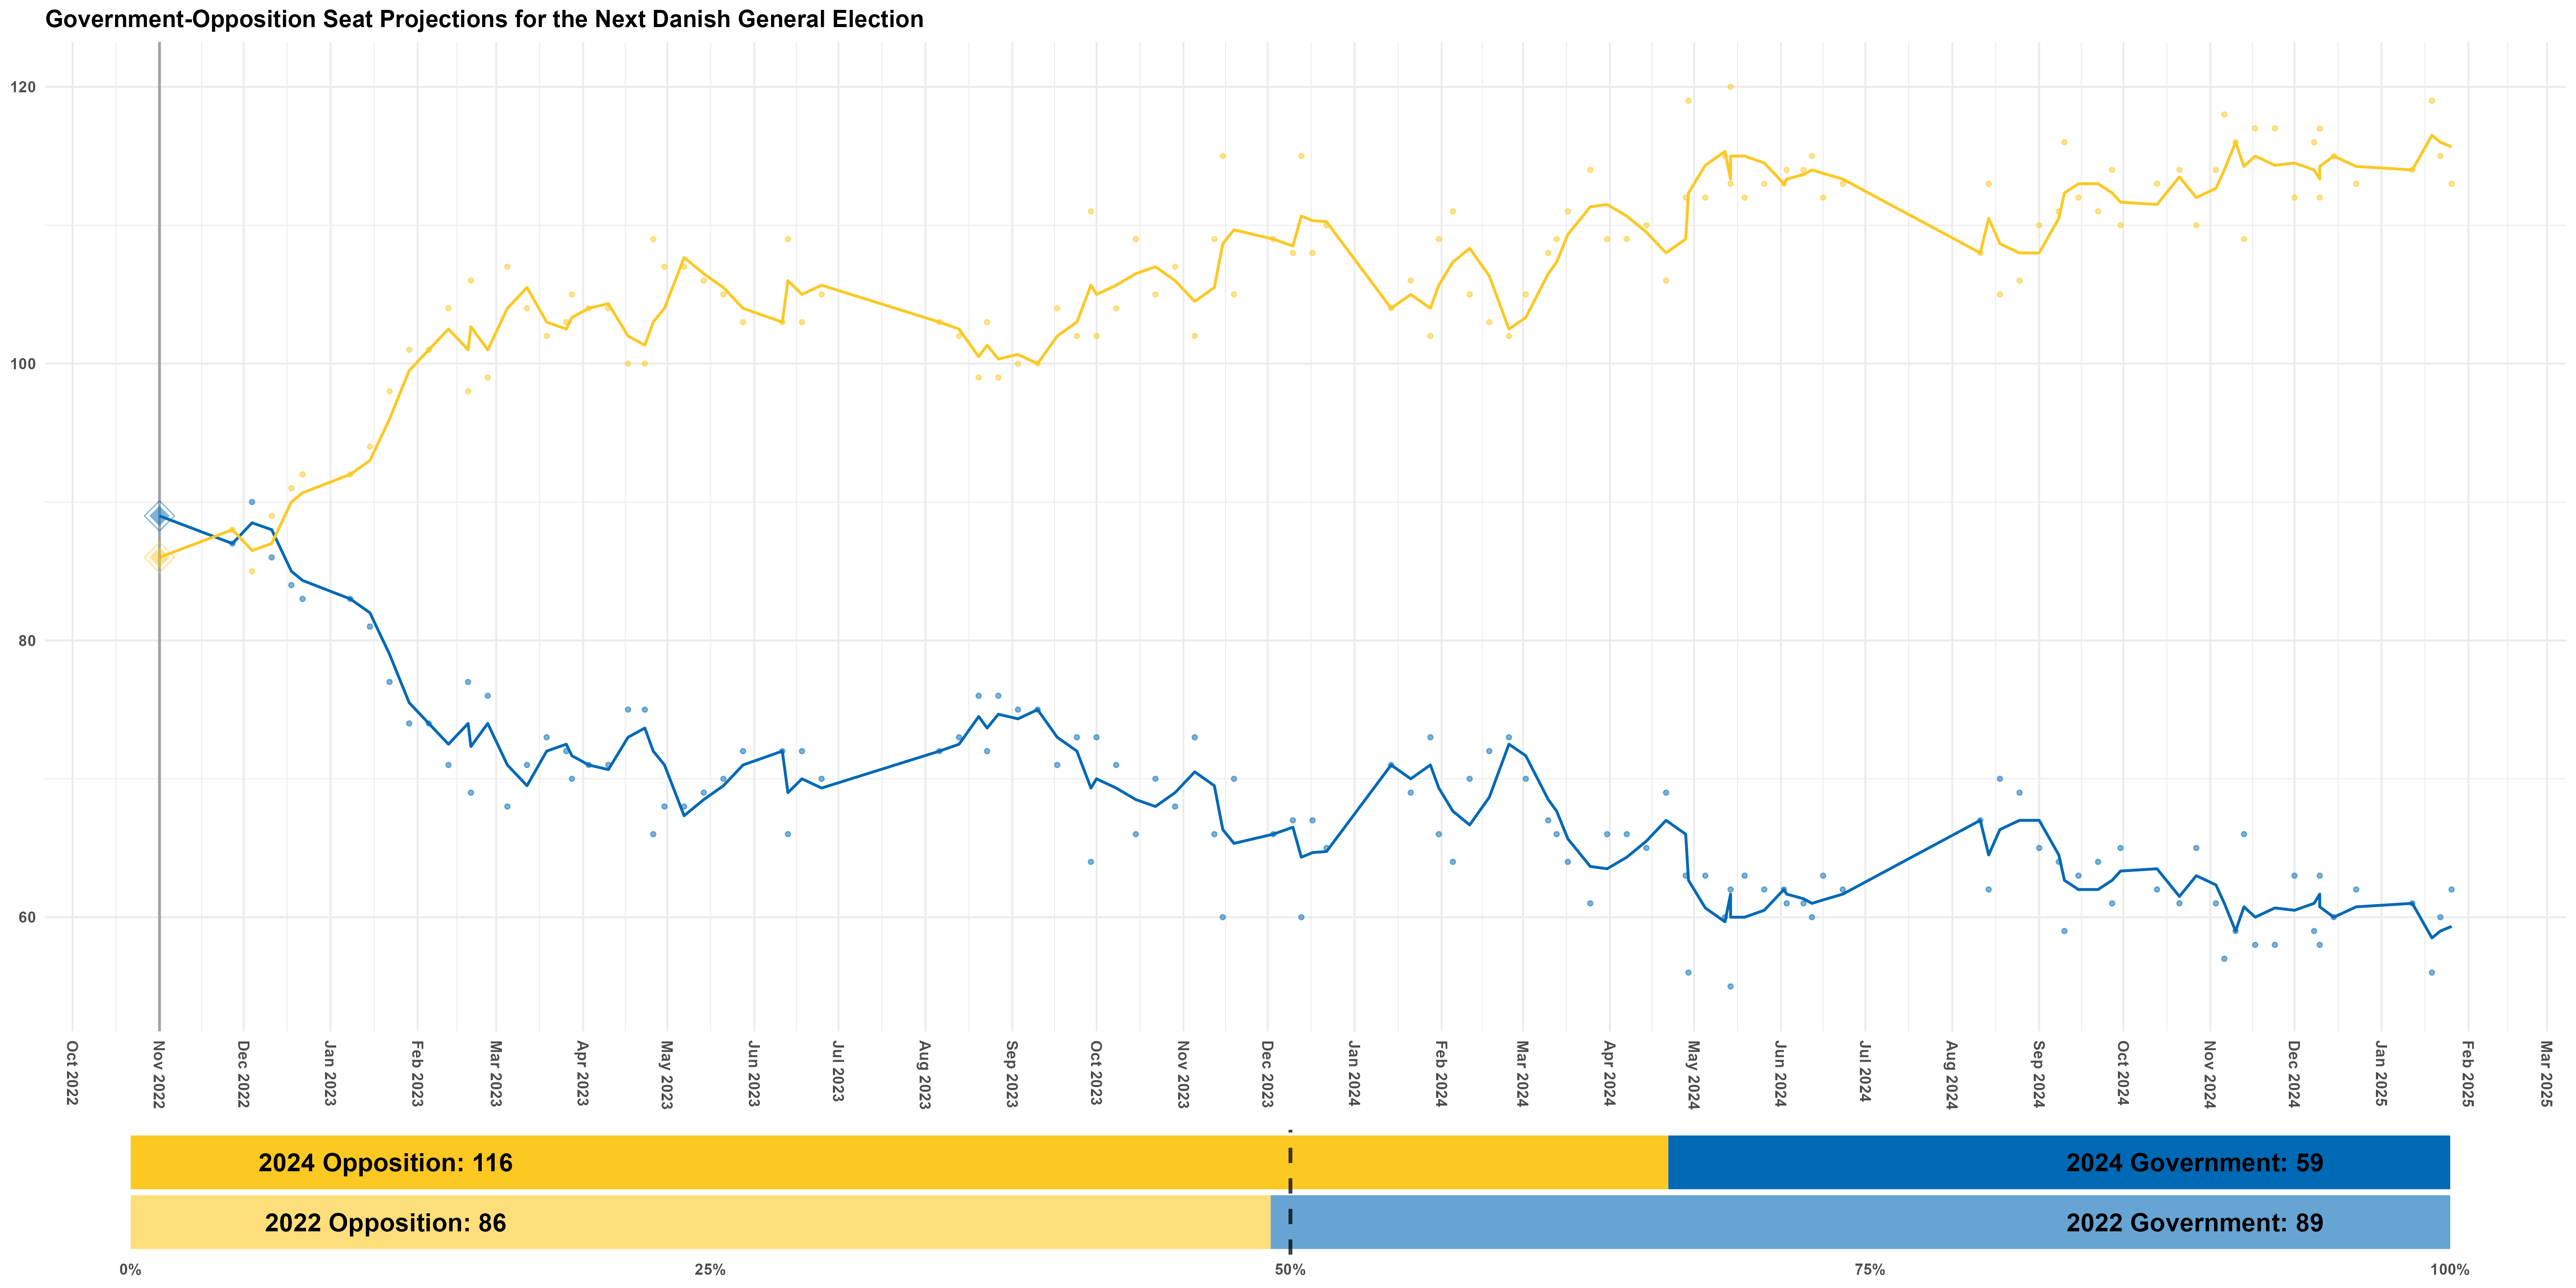 Government-Opposition Seat Projections for the Next Danish General Election
120
100
80
60
Oct 2022
Nov 2022
Dec 2022
Jan 2023
Feb 2023
Mar 2023
Apr 2023
May 2023
Jun 2023
Jul 2023
Aug 2023
Sep 2023
Oct 2023
Nov 2023
Dec 2023
Jan 2024
Feb 2024
Mar 2024
Apr 2024
May 2024
Jun 2024
Jul 2024
Aug 2024
Sep 2024
Oct 2024
Nov 2024
Dec 2024
Jan 2025
Feb 2025
Mar 2025
2024 Opposition: 116
2024 Government: 59
2022 Opposition: 86
2022 Government: 89
0%
25%
50%
75%
100%